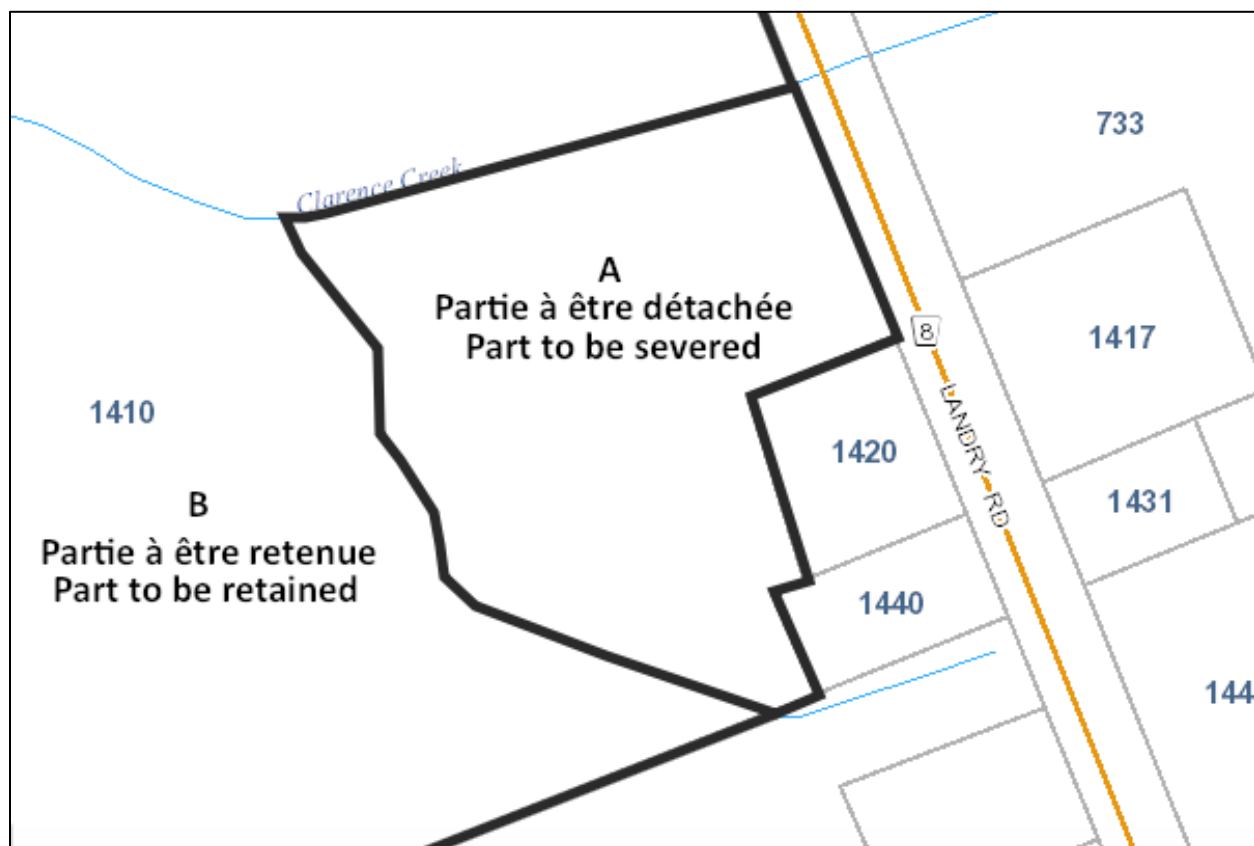 733
Clarence Creek
A
Partie à être détachée
Part to be severed
8
1417
LANDRY RD
1410
1420
1431
B
Partie à être retenue
Part to be retained
1440
144